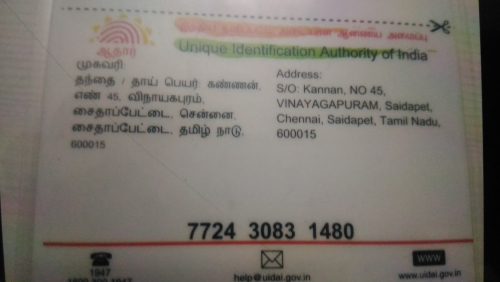 ஆணைய அமைப்பு
Unique Identification Authority of India
ஆதார்
முகவரி:
தந்தை / தாய் பெயர் கண்ணன்,
எண் 45, விநாயகபுரம்,
சைதாப்பேட்டை, சென்னை,
சைதாப்பேட்டை, தமிழ் நாடு,
600015
Address:
S/O: Kannan, NO 45,
VINAYAGAPURAM, Saidapet,
Chennai, Saidapet, Tamil Nadu,
600015
7724 3083 1480
1947
help@uidai.gov.in
WWW
www.uidai.gov.in